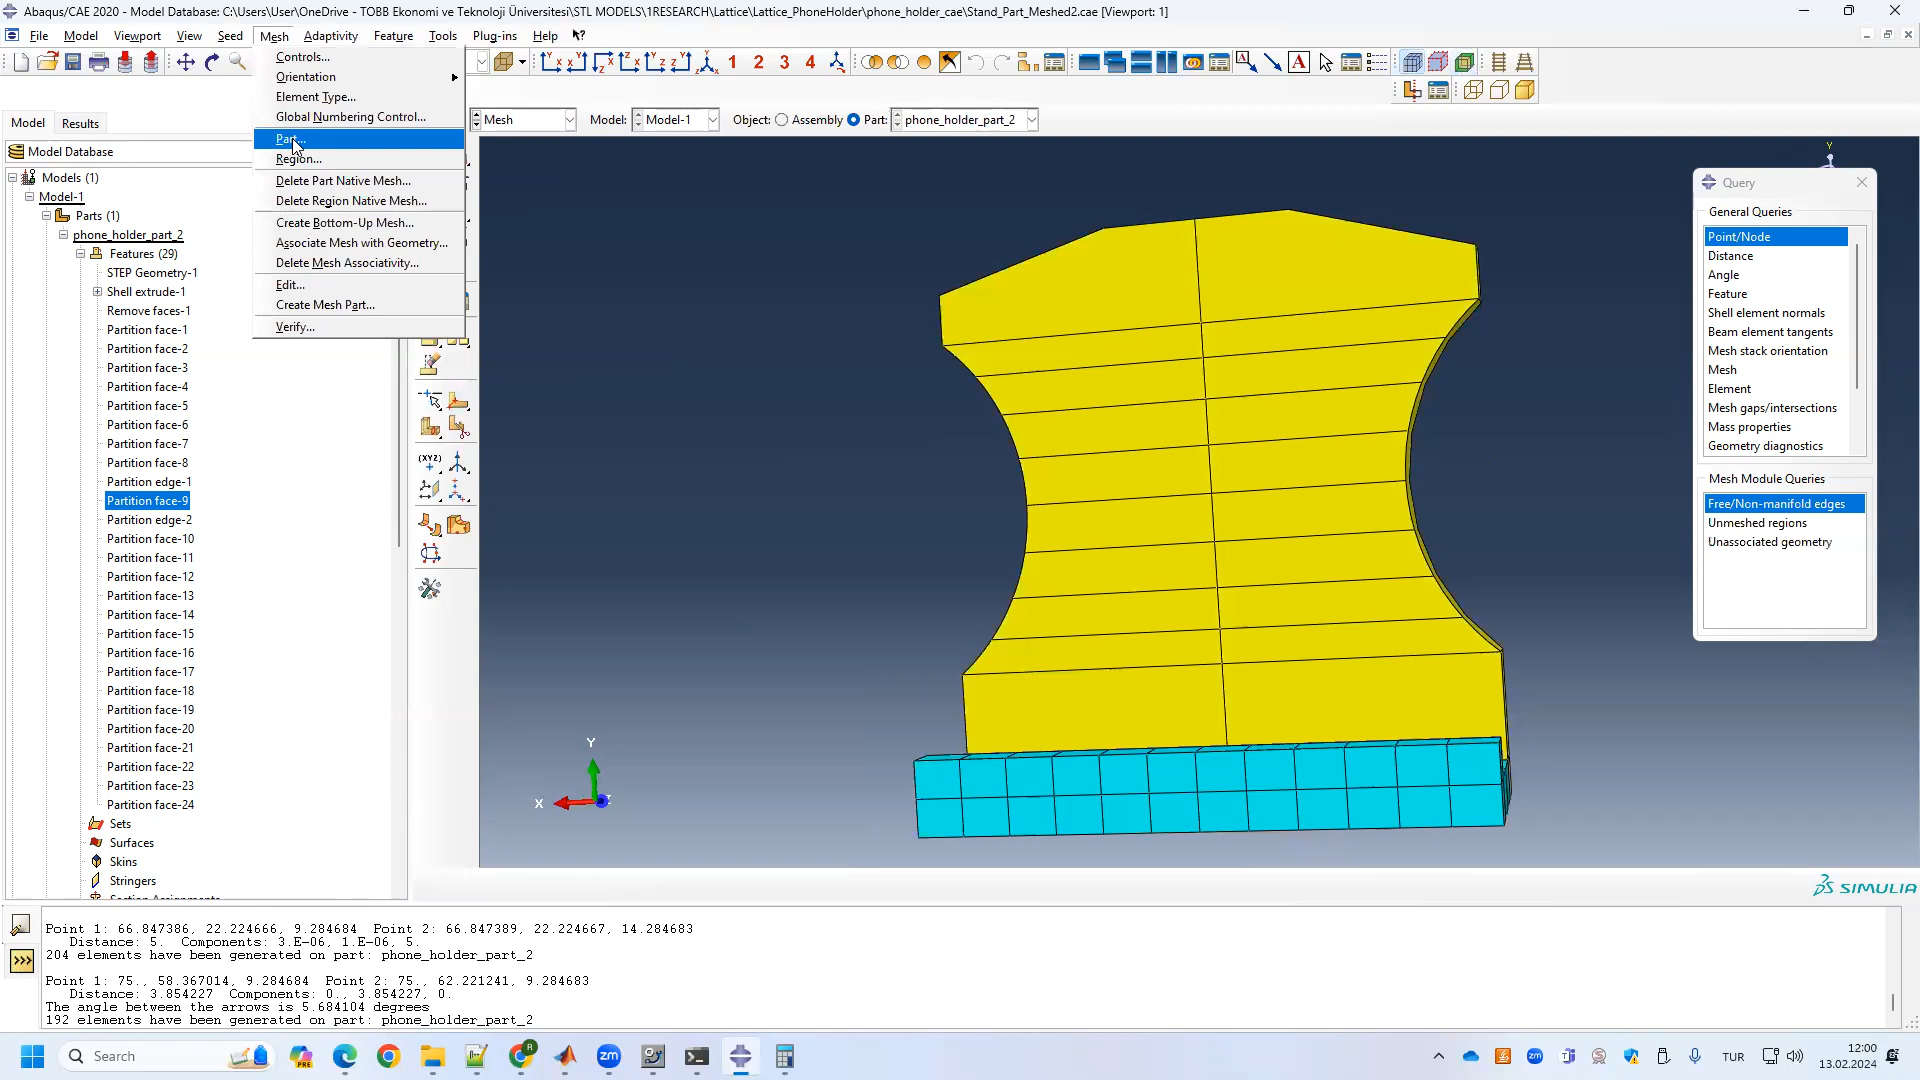 Abaqus/CAE 2020 - Model Database: C:\Users\User\OneDrive - TOBB Ekonomi ve Teknoloji Üniversitesi\STL MODELS\1RESEARCH\Lattice\Lattice_PhoneHolder\phone_holder_cae\Stand_Part_Meshed2.cae [Viewport: 1]
File Model Viewport View Seed Mesh Adaptivity Feature Tools Plug-ins Help
1 2 3 4
A
Controls...
Orientation
Element Type...
Global Numbering Control...
Part...
Region...
Delete Part Native Mesh...
Delete Region Native Mesh...
Create Bottom-Up Mesh...
Associate Mesh with Geometry...
Delete Mesh Associativity...
Edit...
Create Mesh Part...
Verify...
Mesh Model: Model-1 Object: Assembly Part: phone_holder_part_2
Model Results
Model Database
Models (1)
Model-1
Parts (1)
phone_holder_part_2
Features (29)
STEP Geometry-1
Shell extrude-1
Remove faces-1
Partition face-1
Partition face-2
Partition face-3
Partition face-4
Partition face-5
Partition face-6
Partition face-7
Partition face-8
Partition edge-1
Partition face-9
Partition edge-2
Partition face-10
Partition face-11
Partition face-12
Partition face-13
Partition face-14
Partition face-15
Partition face-16
Partition face-17
Partition face-18
Partition face-19
Partition face-20
Partition face-21
Partition face-22
Partition face-23
Partition face-24
Sets
Surfaces
Skins
Stringers
Section Assignments
(XYZ)
Y
X
Y
Query
General Queries
Point/Node
Distance
Angle
Feature
Shell element normals
Beam element tangents
Mesh stack orientation
Mesh
Element
Mesh gaps/intersections
Mass properties
Geometry diagnostics
Mesh Module Queries
Free/Non-manifold edges
Unmeshed regions
Unassociated geometry
SIMULIA
Point 1: 66.847386, 22.224666, 9.284684 Point 2: 66.847389, 22.224667, 14.284683
Distance: 5. Components: 3.E-06, 1.E-06, 5.
204 elements have been generated on part: phone_holder_part_2
Point 1: 75., 58.367014, 9.284684 Point 2: 75., 62.221241, 9.284683
Distance: 3.854227 Components: 0., 3.854227, 0.
The angle between the arrows is 5.684104 degrees
192 elements have been generated on part: phone_holder_part_2
>>>
Search
PRE
R
zm
zm
TUR
12:00
13.02.2024